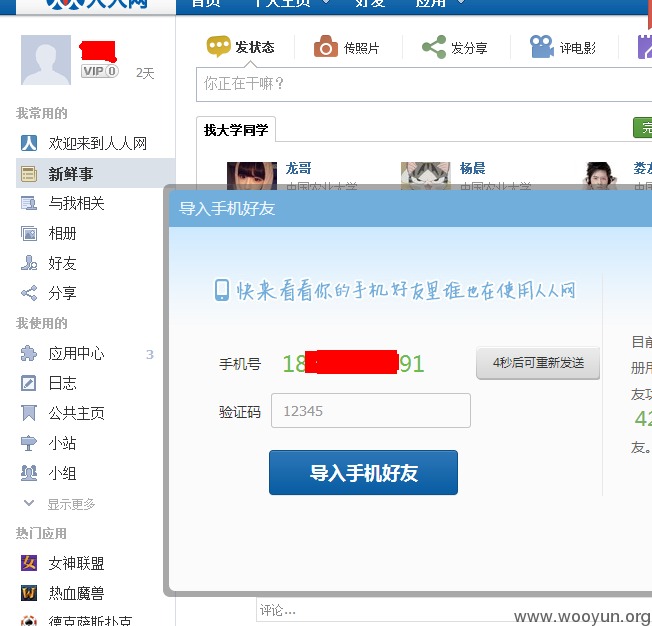 人人网
首页
个人主页
好友
应用
VIP 0
2天
发状态
传照片
发分享
评电影
你正在干嘛?
我常用的
欢迎来到人人网
新鲜事
与我相关
相册
好友
分享
我使用的
应用中心 3
日志
公共主页
小站
小组
显示更多
热门应用
女神联盟
热血魔兽
德克萨斯扑克
找大学同学
完
龙哥
中国农业大学
杨晨
中国农业大学
娄友
中国农
导入手机好友
快来看看你的手机好友里谁也在使用人人网
手机号 18 91 4秒后可重新发送
验证码 12345
导入手机好友
目前
册用
友功
42
友。
评论...
www.wooyun.org